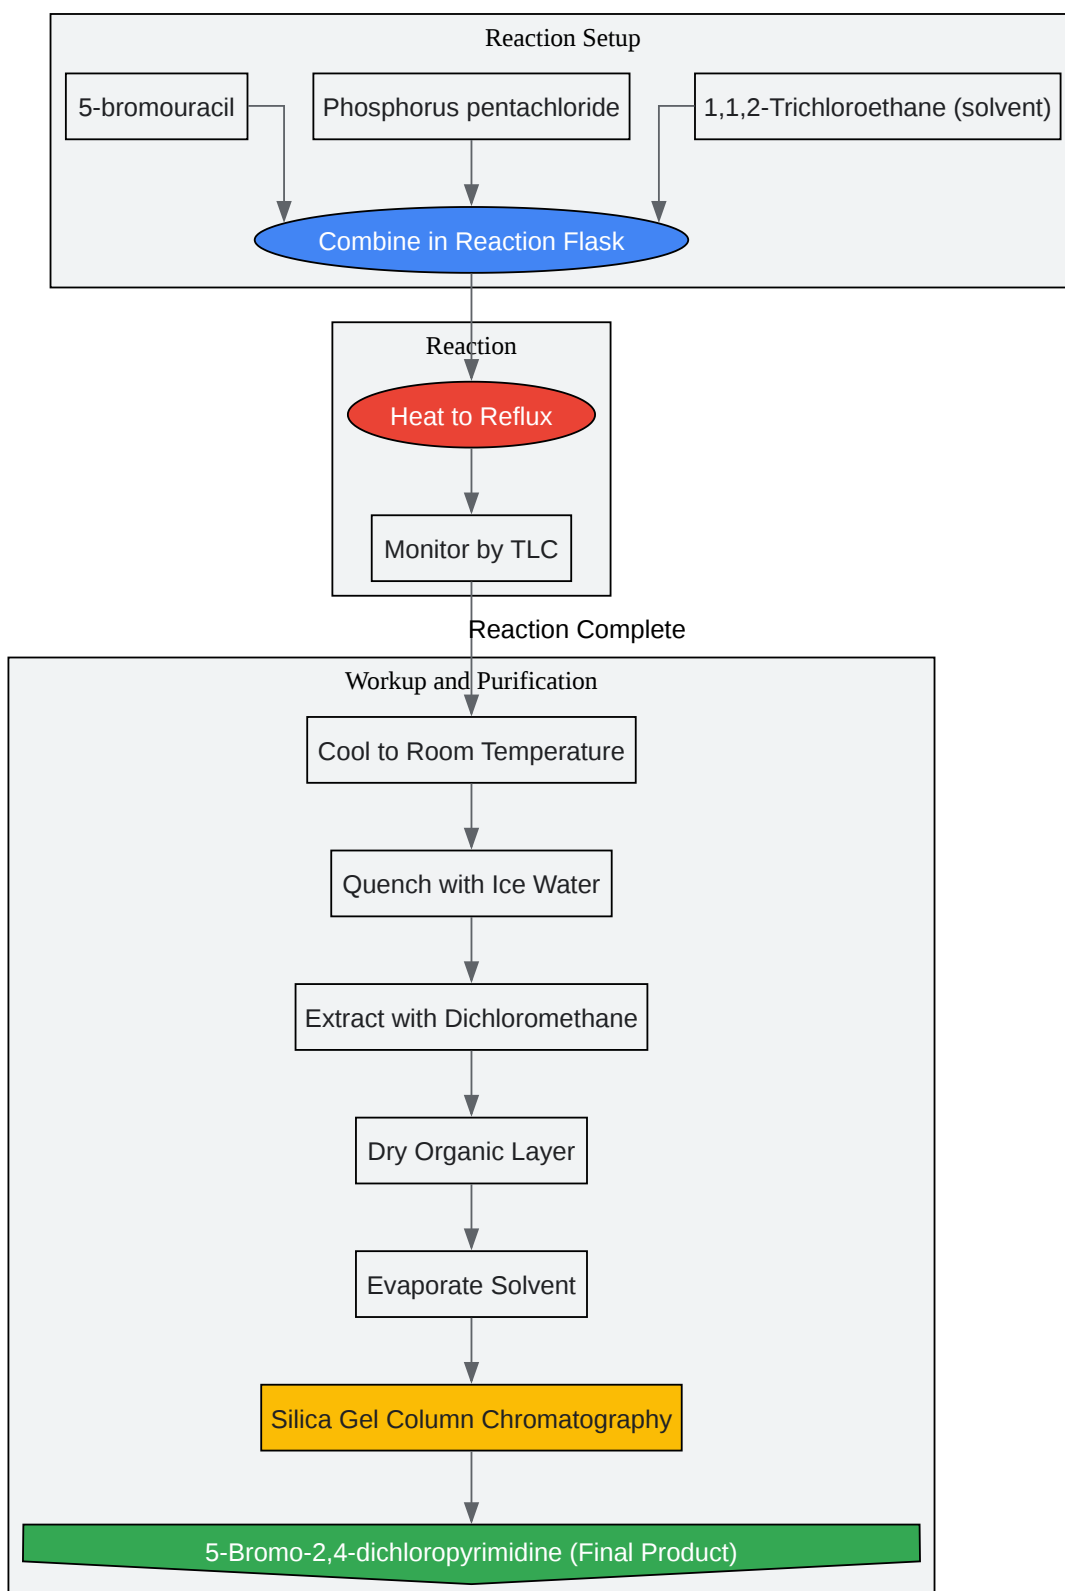 Reaction Setup
5-bromouracil
Phosphorus pentachloride
1,1,2-Trichloroethane (solvent)
Combine in Reaction Flask
Reaction
Heat to Reflux
Monitor by TLC
Reaction Complete
Workup and Purification
Cool to Room Temperature
Quench with Ice Water
Extract with Dichloromethane
Dry Organic Layer
Evaporate Solvent
Silica Gel Column Chromatography
5-Bromo-2,4-dichloropyrimidine (Final Product)